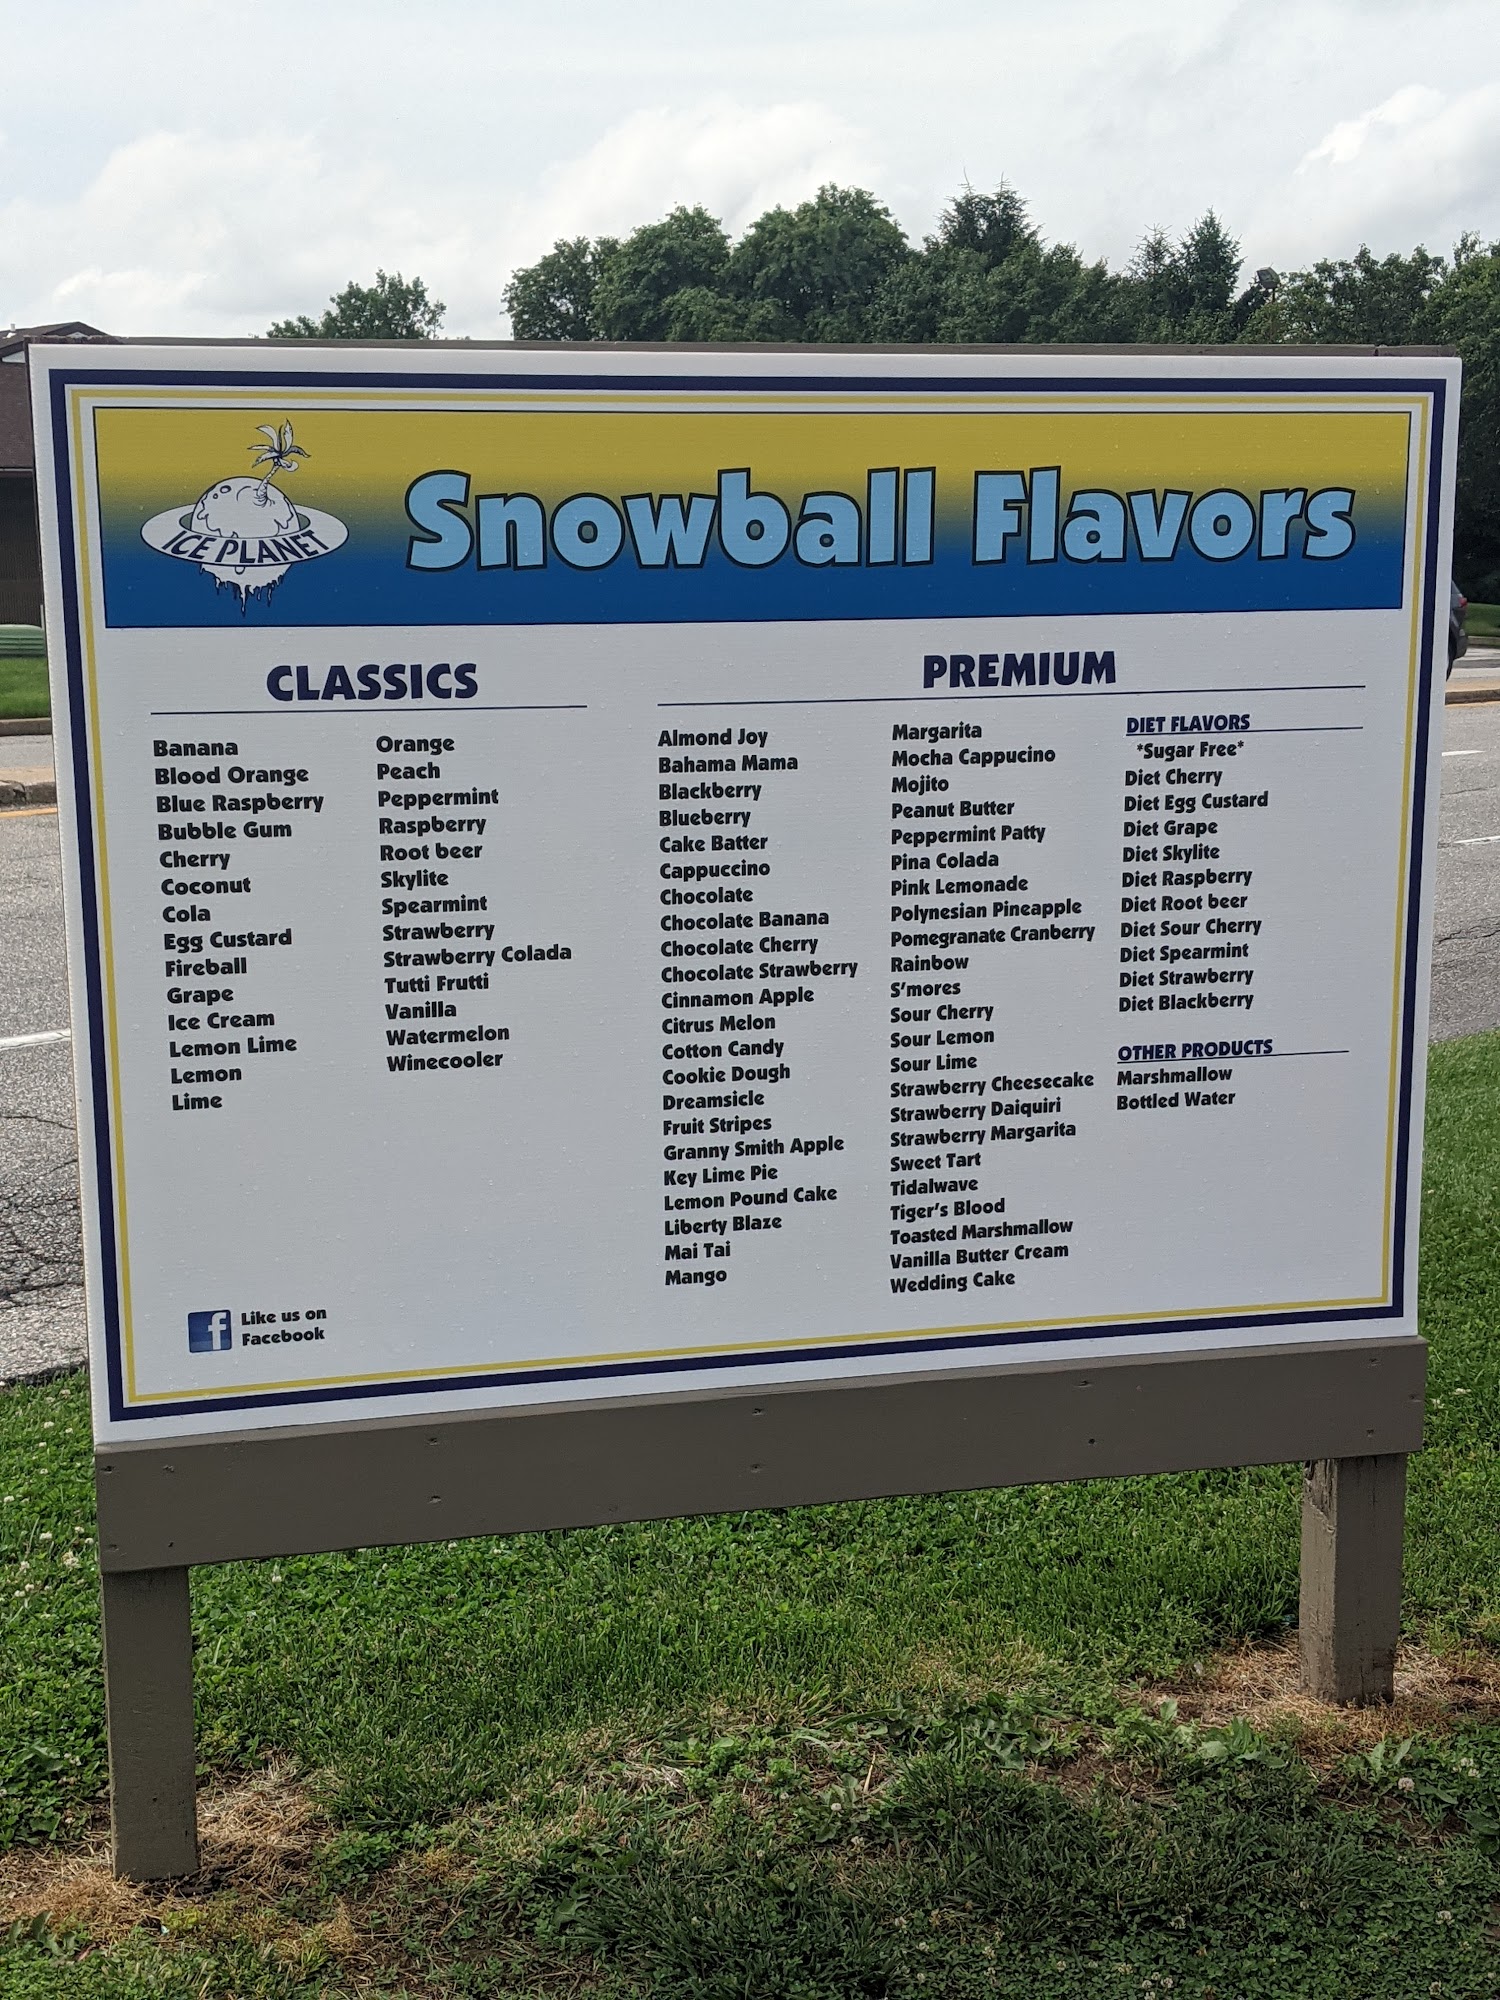 ICE PLANET
Snowball Flavors
CLASSICS
Banana
Blood Orange
Blue Raspberry
Bubble Gum
Cherry
Coconut
Cola
Egg Custard
Fireball
Grape
Ice Cream
Lemon Lime
Lemon
Lime
Orange
Peach
Peppermint
Raspberry
Root beer
Skylite
Spearmint
Strawberry
Strawberry Colada
Tutti Frutti
Vanilla
Watermelon
Winecooler
PREMIUM
Almond Joy
Bahama Mama
Blackberry
Blueberry
Cake Batter
Cappuccino
Chocolate
Chocolate Banana
Chocolate Cherry
Chocolate Strawberry
Cinnamon Apple
Citrus Melon
Cotton Candy
Cookie Dough
Dreamsicle
Fruit Stripes
Granny Smith Apple
Key Lime Pie
Lemon Pound Cake
Liberty Blaze
Mai Tai
Mango
Margarita
Mocha Cappucino
Mojito
Peanut Butter
Peppermint Patty
Pina Colada
Pink Lemonade
Polynesian Pineapple
Pomegranate Cranberry
Rainbow
S'mores
Sour Cherry
Sour Lemon
Sour Lime
Strawberry Cheesecake
Strawberry Daiquiri
Strawberry Margarita
Sweet Tart
Tidalwave
Tiger's Blood
Toasted Marshmallow
Vanilla Butter Cream
Wedding Cake
DIET FLAVORS
*Sugar Free*
Diet Cherry
Diet Egg Custard
Diet Grape
Diet Skylite
Diet Raspberry
Diet Root beer
Diet Sour Cherry
Diet Spearmint
Diet Strawberry
Diet Blackberry
OTHER PRODUCTS
Marshmallow
Bottled Water
f
Like us on
Facebook